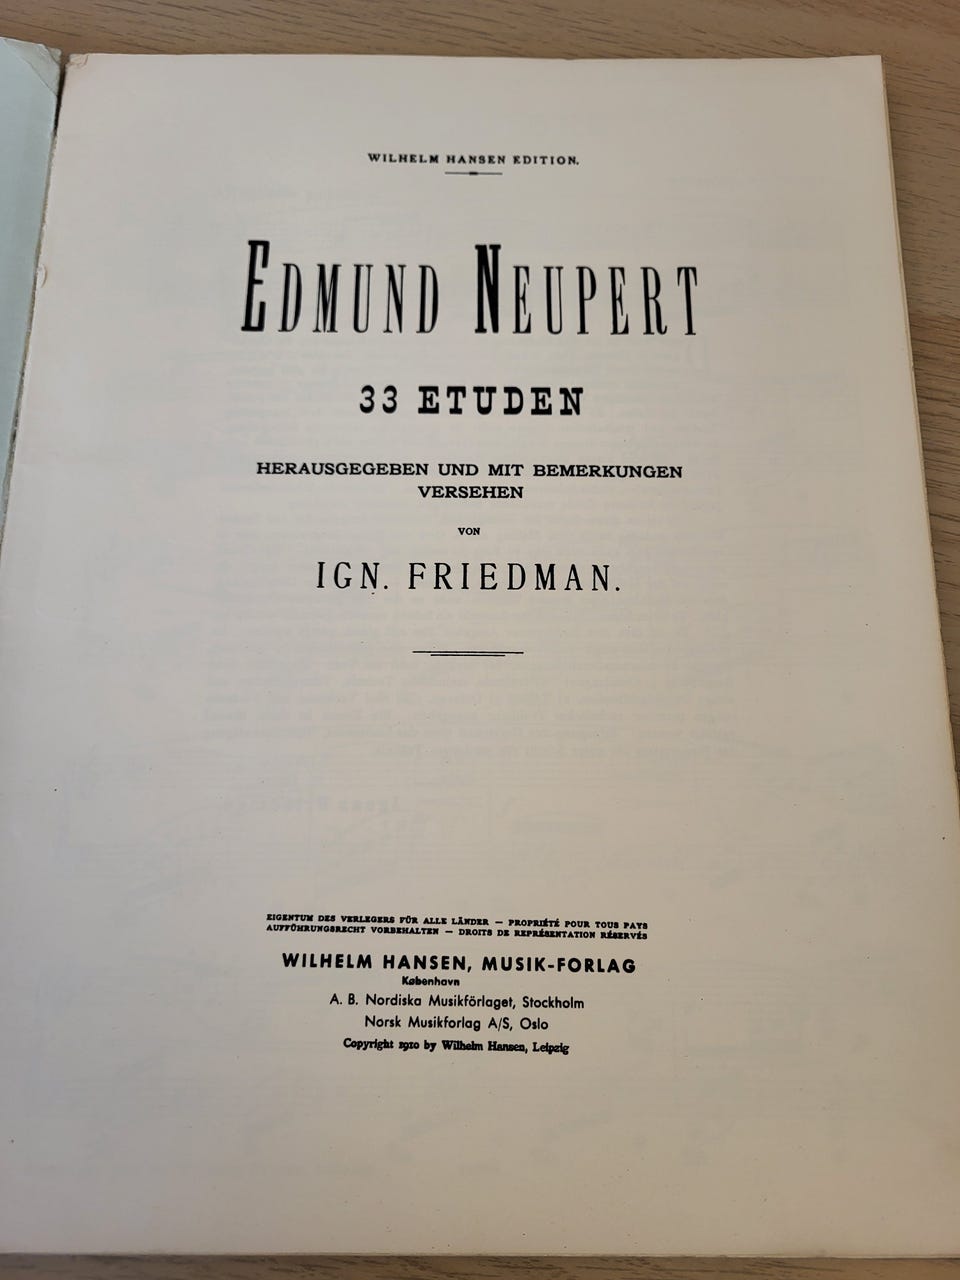 WILHELM HANSEN EDITION.
EDMUND NEUPERT
33 ETUDEN
HERAUSGEGEBEN UND MIT BEMERKUNGEN
VERSEHEN
VON
IGN. FRIEDMAN.
EIGENTUM DES VERLEGERS FÜR ALLE LÄNDER — PROPRIÉTÉ POUR TOUS PAYS
AUFFÜHRUNGSRECHT VORBEHALTEN — DROITS DE REPRÉSENTATION RÉSERVÉS
WILHELM HANSEN, MUSIK-FORLAG
København
A. B. Nordiska Musikförlaget, Stockholm
Norsk Musikforlag A/S, Oslo
Copyright 1910 by Wilhelm Hansen, Leipzig